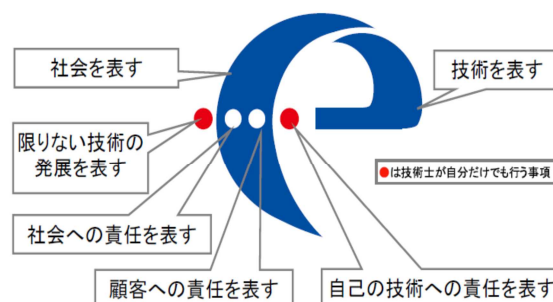 社会を表す
技術を表す
限りない技術の
発展を表す
●は技術士が自分だけでも行う事項
社会への責任を表す
顧客への責任を表す
自己の技術への責任を表す